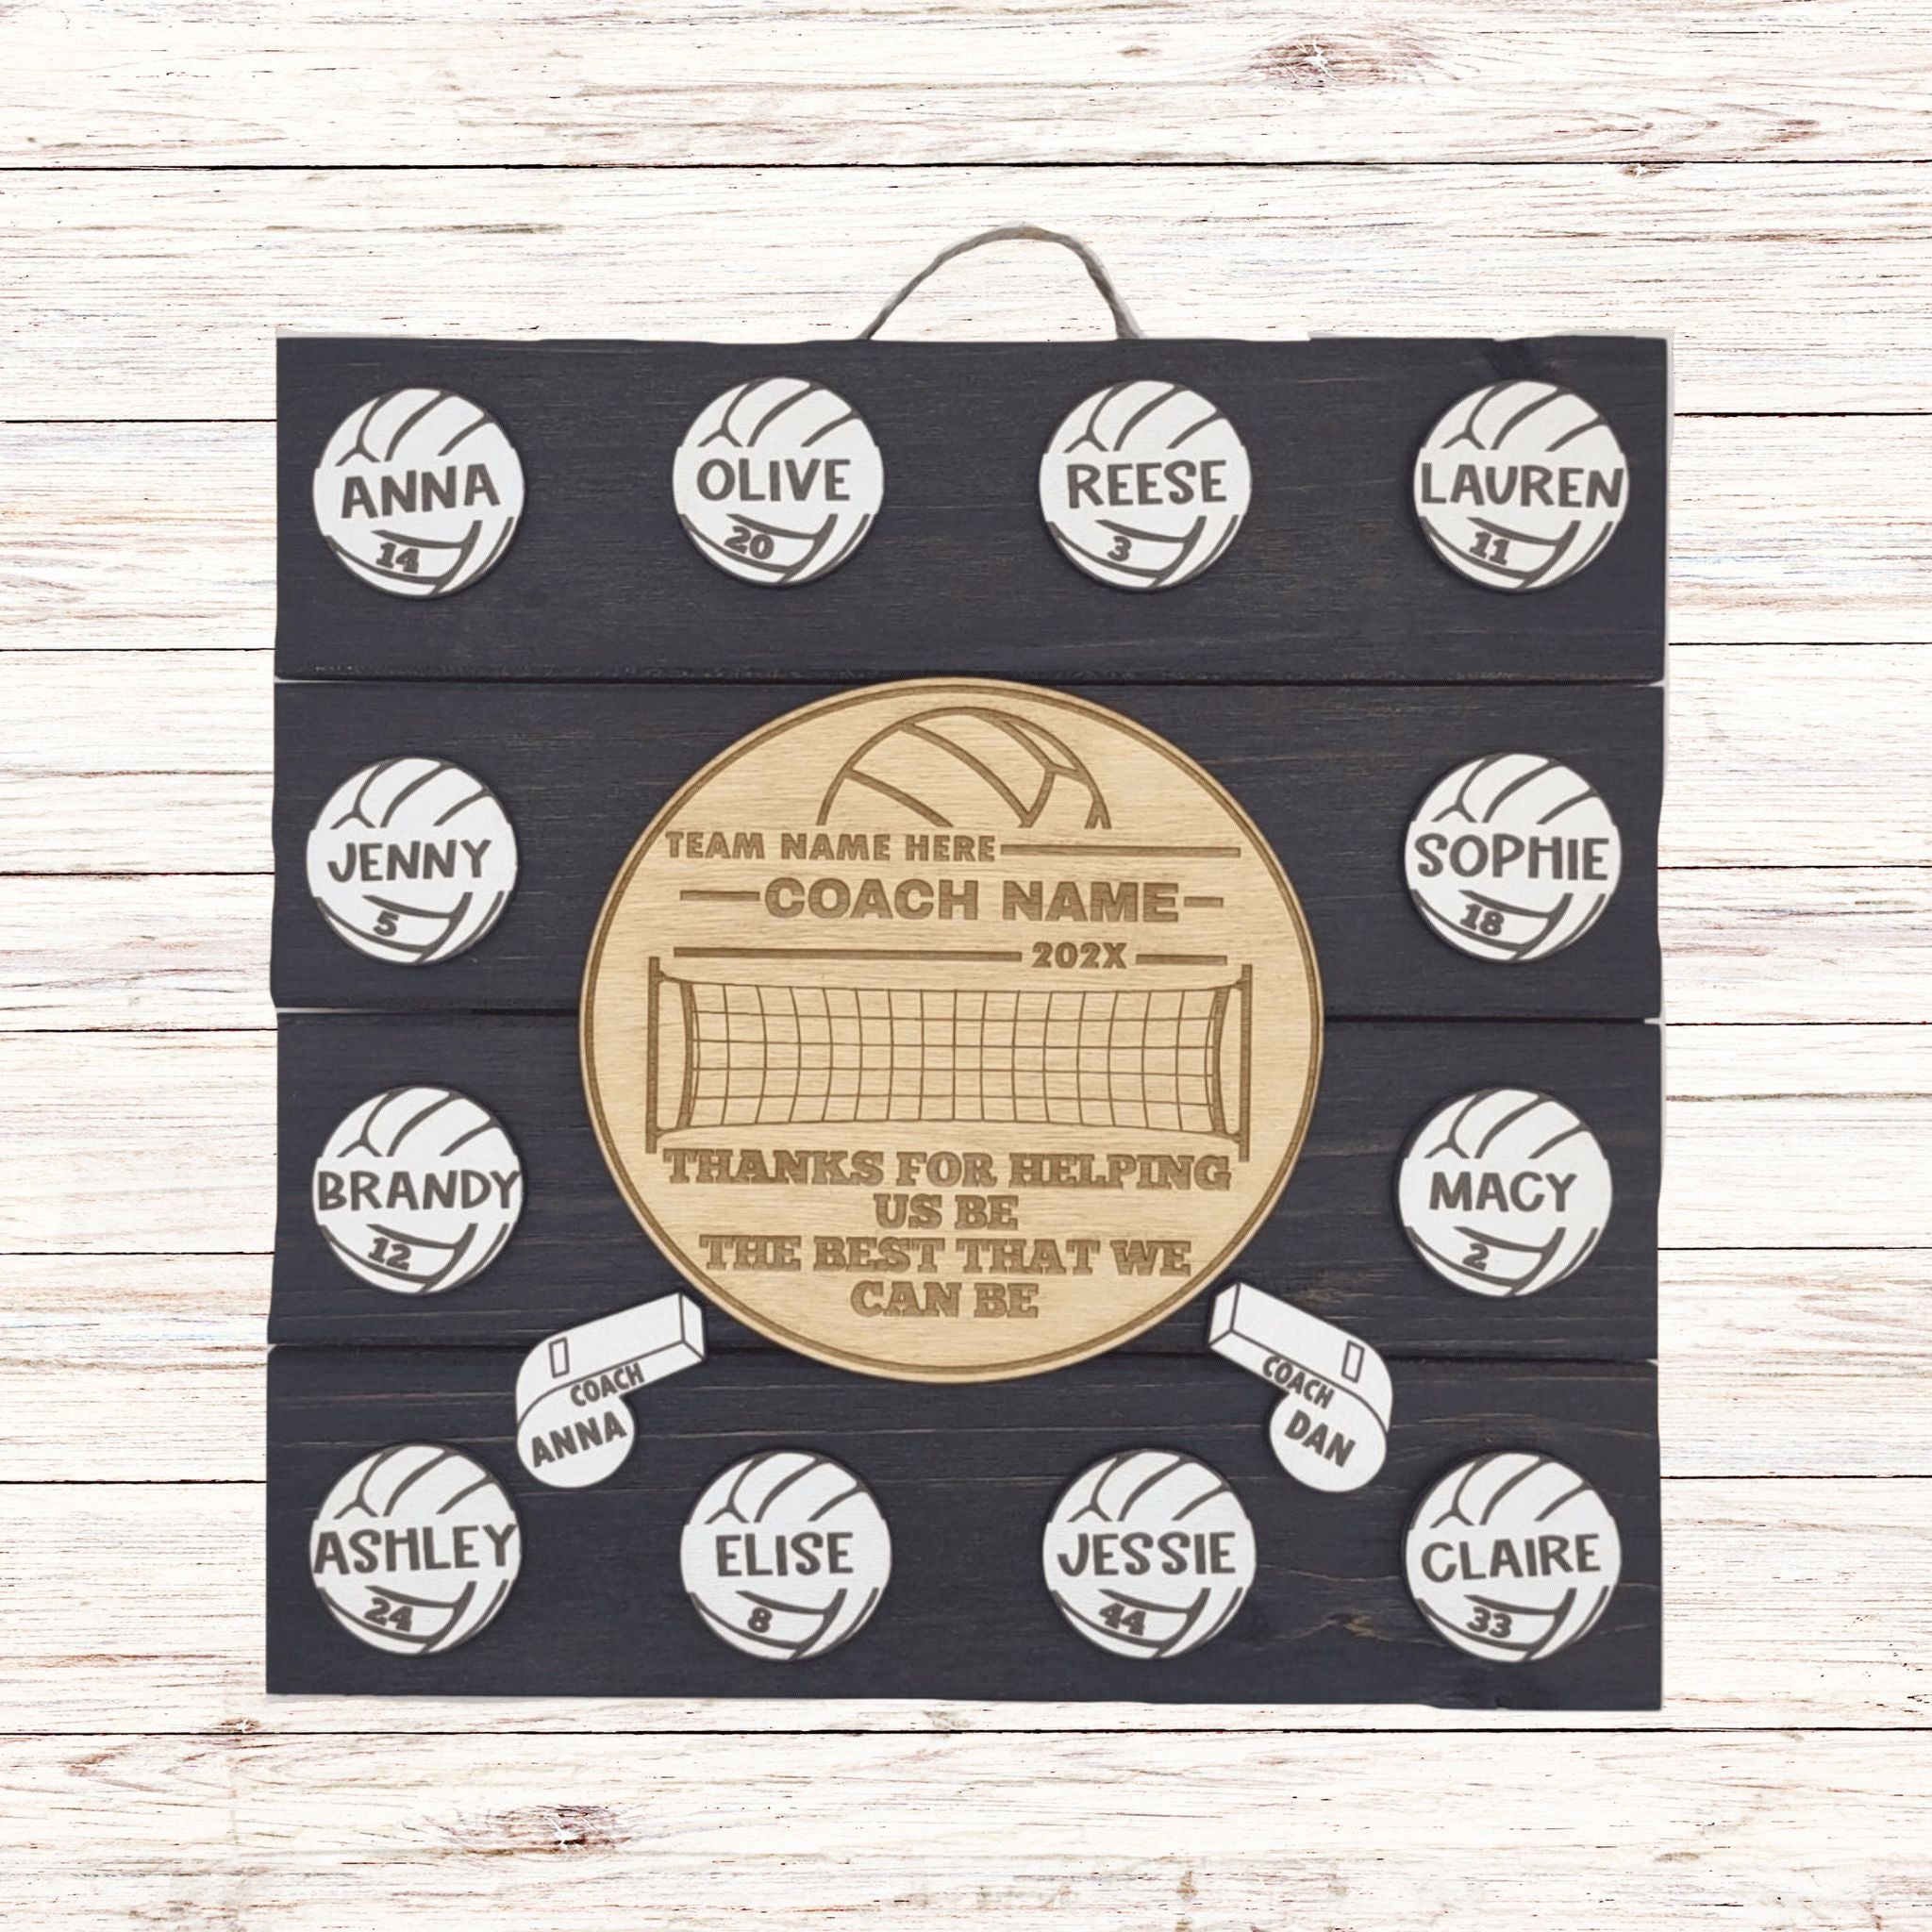 ANNA
14
OLIVE
20
REESE
3
LAUREN
11
JENNY
5
TEAM NAME HERE
COACH NAME
202X
SOPHIE
18
BRANDY
12
THANKS FOR HELPING
US BE
THE BEST THAT WE
CAN BE
MACY
2
COACH
ANNA
COACH
DAN
ASHLEY
24
ELISE
8
JESSIE
44
CLAIRE
33